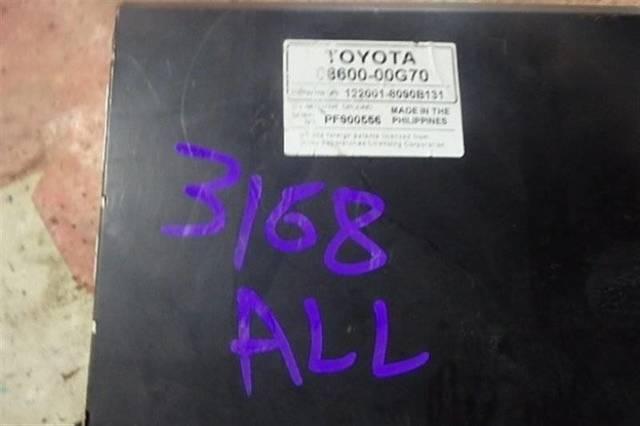 TOYOTA
08600-00G70
122001-8090B131
PF900556
MADE IN THE
PHILIPPINES
3168
ALL